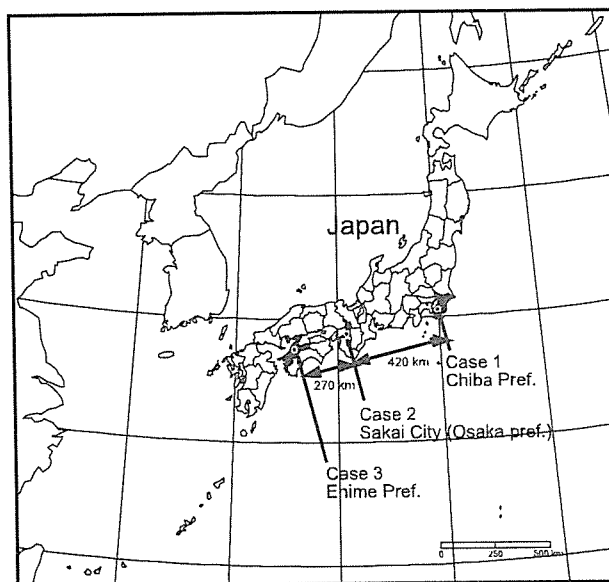 Japan
420 km
270 km
Case 1
Chiba Pref.
Case 2
Sakai City (Osaka pref.)
Case 3
Ehime Pref.
0 250 500 km